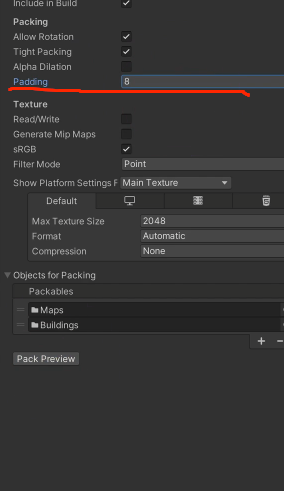 Include in Build
Packing
Allow Rotation
Tight Packing
Alpha Dilation
Padding 8
Texture
Read/Write
Generate Mip Maps
sRGB
Filter Mode Point
Show Platform Settings F Main Texture
Default
Max Texture Size 2048
Format Automatic
Compression None
Objects for Packing
Packables
Maps
Buildings
Pack Preview